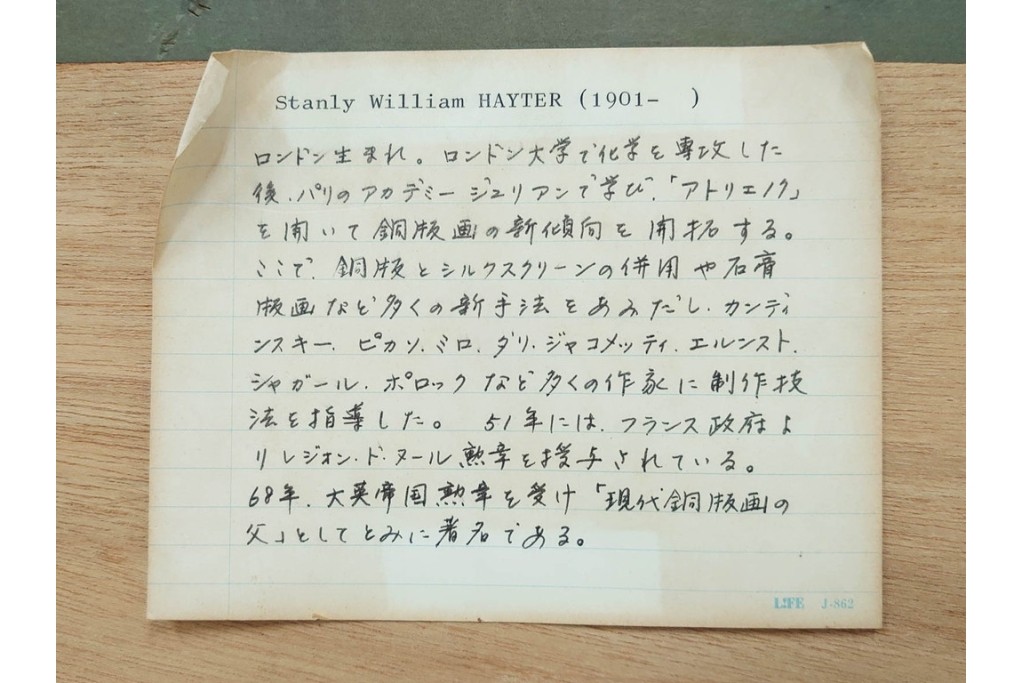 Stanly William HAYTER (1901-   )
ロンドン生まれ。ロンドン大学で化学を専攻した
後、パリのアカデミージュリアンで学び、「アトリエ17」
を開いて銅版画の新傾向を開拓する。
ここで、銅版とシルクスクリーンの併用や石膏
版画など多くの新手法をあみだし、カンディ
ンスキー、ピカソ、ミロ、ダリ、ジャコメッティ、エルンスト、
シャガール、ポロックなど多くの作家に制作技
法を指導した。 51年には、フランス政府よ
りレジオン・ド・ヌール勲章を授与されている。
68年、大英帝国勲章を受け「現代銅版画の
父」としてとみに著名である。
LIFE J-862